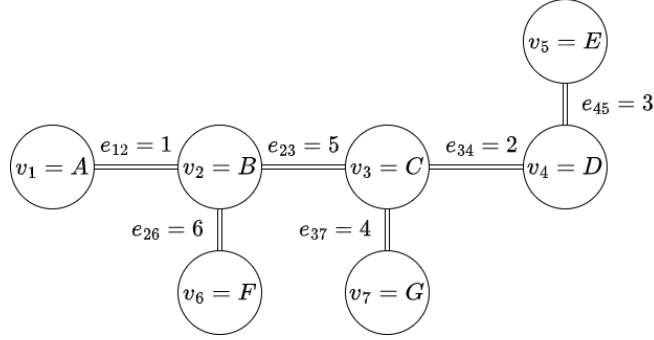 v₅ = E
e₄₅ = 3
e₁₂ = 1
e₂₃ = 5
e₃₄ = 2
v₁ = A
v₂ = B
v₃ = C
v₄ = D
e₂₆ = 6
e₃₇ = 4
v₆ = F
v₇ = G